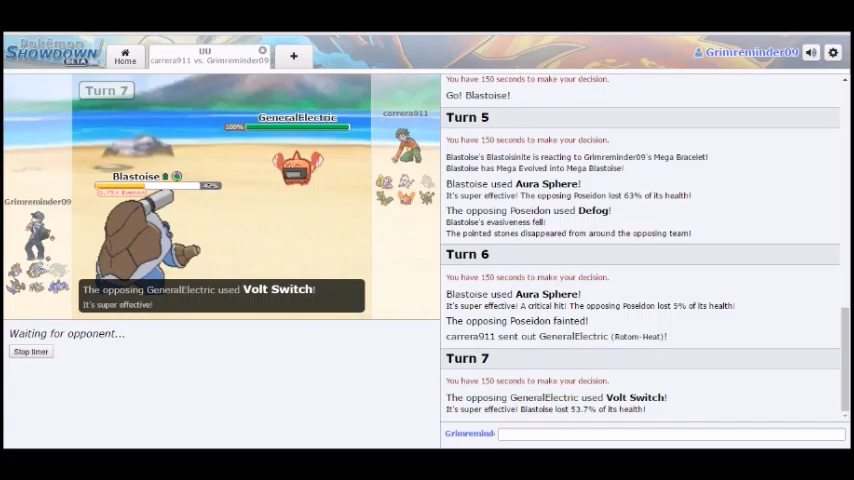 Pokémon
SHOWDOWN
BETA
Home
UU
carrera911 vs. Grimreminder09
+
Grimreminder09
Turn 7
GeneralElectric
100%
carrera911
Blastoise
Grimreminder09
The opposing GeneralElectric used Volt Switch!
It's super effective!
Waiting for opponent...
Stop timer
You have 150 seconds to make your decision.
Go! Blastoise!
Turn 5
You have 150 seconds to make your decision.
Blastoise's Blastoisinite is reacting to Grimreminder09's Mega Bracelet!
Blastoise has Mega Evolved into Mega Blastoise!
Blastoise used Aura Sphere!
It's super effective! The opposing Poseidon lost 63% of its health!
The opposing Poseidon used Defog!
Blastoise's evasiveness fell!
The pointed stones disappeared from around the opposing team!
Turn 6
You have 150 seconds to make your decision.
Blastoise used Aura Sphere!
It's super effective! A critical hit! The opposing Poseidon lost 5% of its health!
The opposing Poseidon fainted!
carrera911 sent out GeneralElectric (Rotom-Heat)!
Turn 7
You have 150 seconds to make your decision.
The opposing GeneralElectric used Volt Switch!
It's super effective! Blastoise lost 53.7% of its health!
Grimremind